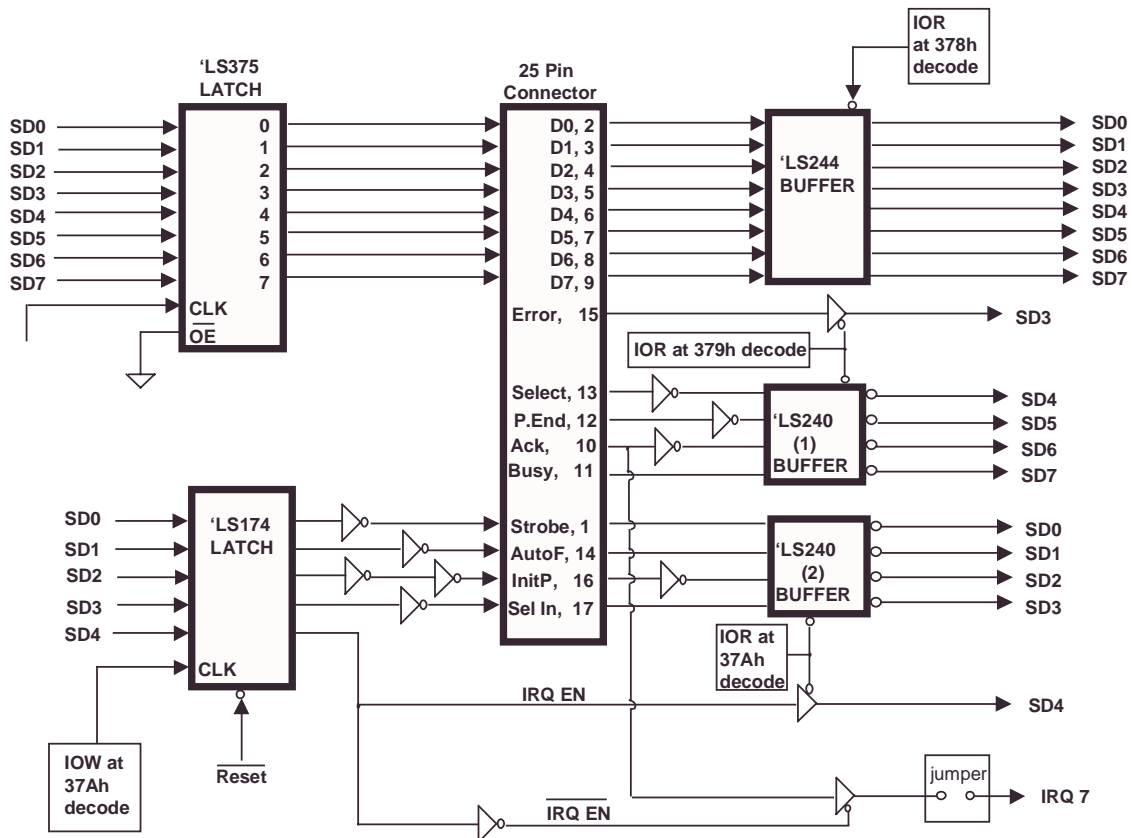 ‘LS375
LATCH
25 Pin
Connector
IOR
at 378h
decode
SD0
SD1
SD2
SD3
SD4
SD5
SD6
SD7
0
1
2
3
4
5
6
7
CLK
OE
D0, 2
D1, 3
D2, 4
D3, 5
D4, 6
D5, 7
D6, 8
D7, 9
Error, 15
Select, 13
P.End, 12
Ack, 10
Busy, 11
Strobe, 1
AutoF, 14
InitP, 16
Sel In, 17
‘LS244
BUFFER
SD0
SD1
SD2
SD3
SD4
SD5
SD6
SD7
SD3
IOR at 379h decode
‘LS240
(1)
BUFFER
SD4
SD5
SD6
SD7
SD0
SD1
SD2
SD3
SD4
‘LS174
LATCH
CLK
‘LS240
(2)
BUFFER
SD0
SD1
SD2
SD3
IOR at
37Ah
decode
IRQ EN
SD4
IOW at
37Ah
decode
Reset
IRQ EN
jumper
IRQ 7